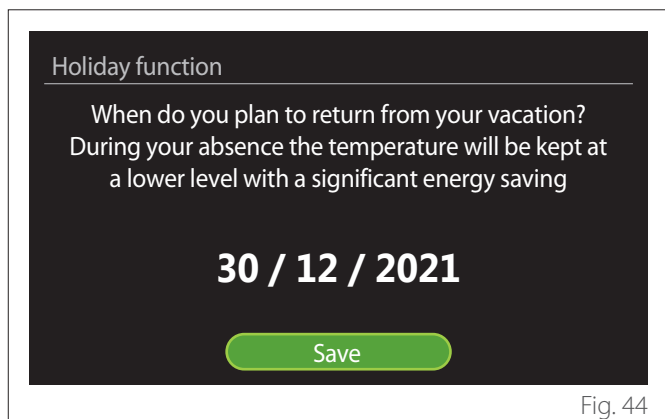 Holiday function
When do you plan to return from your vacation?
During your absence the temperature will be kept at
a lower level with a significant energy saving
30 / 12 / 2021
Save
Fig. 44